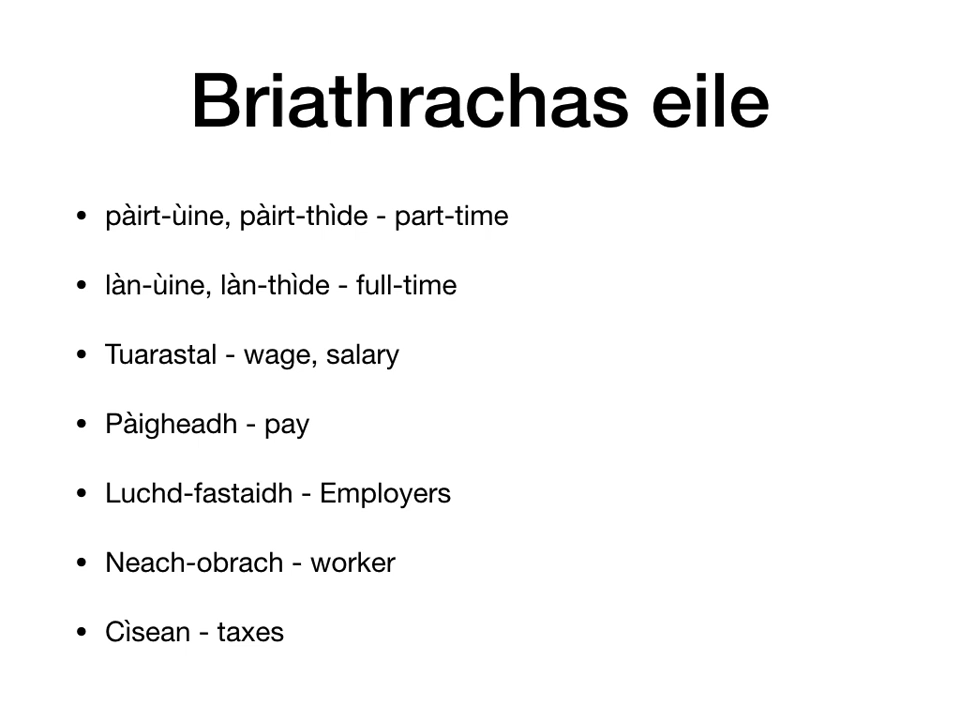 Briathrachas eile
• pàirt-ùine, pàirt-thìde - part-time
• làn-ùine, làn-thìde - full-time
• Tuarastal - wage, salary
• Pàigheadh - pay
• Luchd-fastaidh - Employers
• Neach-obrach - worker
• Cìsean - taxes